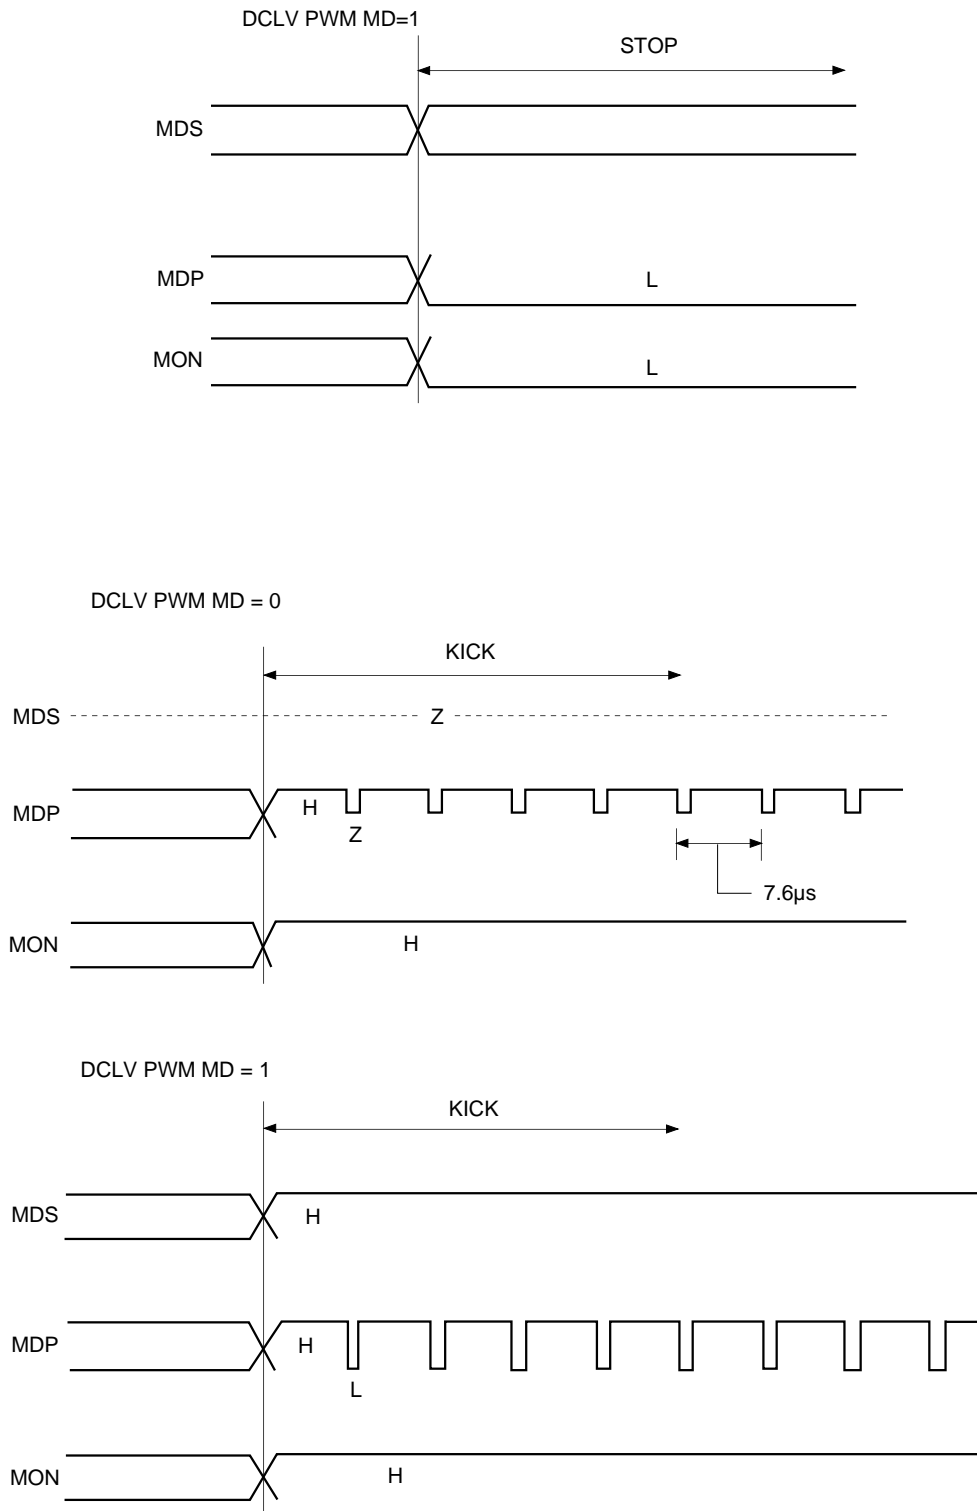 DCLV PWM MD=1
STOP
MDS
MDP
L
MON
L
DCLV PWM MD = 0
KICK
MDS
Z
MDP
H
Z
7.6µs
MON
H
DCLV PWM MD = 1
KICK
MDS
H
MDP
H
L
MON
H